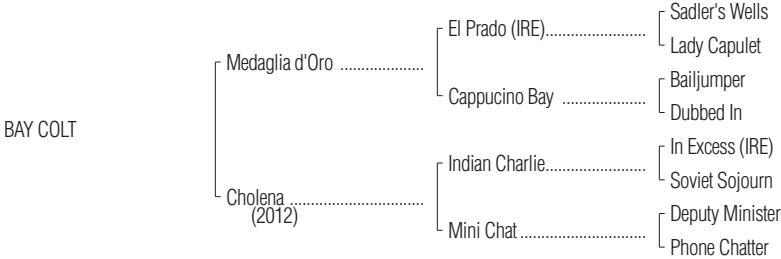 Sadler's Wells
El Prado (IRE)........................
Lady Capulet
Medaglia d'Oro ....................
Bailjumper
Cappucino Bay ....................
Dubbed In
BAY COLT
In Excess (IRE)
Indian Charlie........................
Soviet Sojourn
Cholena ................................
(2012)
Deputy Minister
Mini Chat ..............................
Phone Chatter